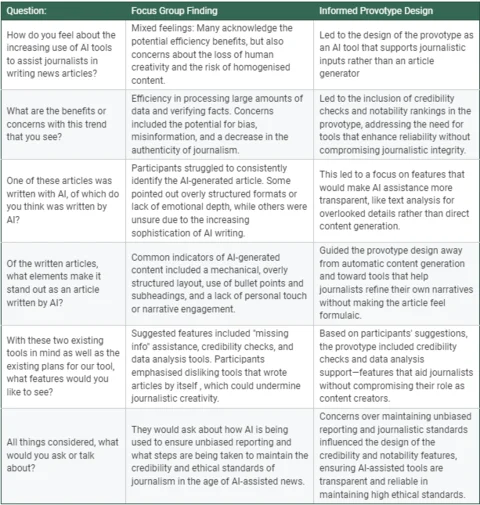 Question:
Focus Group Finding
Informed Provotype Design
How do you feel about the
increasing use of AI tools
to assist journalists in
writing news articles?
Mixed feelings: Many acknowledge the
potential efficiency benefits, but also
concerns about the loss of human
creativity and the risk of homogenised
content.
Led to the design of the provotype as
an AI tool that supports journalistic
inputs rather than an article
generator
What are the benefits or
concerns with this trend
that you see?
Efficiency in processing large amounts of
data and verifying facts. Concerns
included the potential for bias,
misinformation, and a decrease in the
authenticity of journalism.
Led to the inclusion of credibility
checks and notability rankings in the
provotype, addressing the need for
tools that enhance reliability without
compromising journalistic integrity.
One of these articles was
written with AI, of which do
you think was written by
AI?
Participants struggled to consistently
identify the AI-generated article. Some
pointed out overly structured formats or
lack of emotional depth, while others were
unsure due to the increasing
sophistication of AI writing.
This led to a focus on features that
would make AI assistance more
transparent, like text analysis for
overlooked details rather than direct
content generation.
Of the written articles,
what elements make it
stand out as an article
written by AI?
Common indicators of AI-generated
content included a mechanical, overly
structured layout, use of bullet points and
subheadings, and a lack of personal touch
or narrative engagement.
Guided the provotype design away
from automatic content generation
and toward tools that help
journalists refine their own narratives
without making the article feel
formulaic.
With these two existing
tools in mind as well as the
existing plans for our tool,
what features would you
like to see?
Suggested features included "missing
info" assistance, credibility checks, and
data analysis tools. Participants
emphasised disliking tools that wrote
articles by itself , which could undermine
journalistic creativity.
Based on participants' suggestions,
the provotype included credibility
checks and data analysis
support—features that aid journalists
without compromising their role as
content creators.
All things considered, what
would you ask or talk
about?
They would ask about how AI is being
used to ensure unbiased reporting and
what steps are being taken to maintain the
credibility and ethical standards of
journalism in the age of AI-assisted news.
Concerns over maintaining unbiased
reporting and journalistic standards
influenced the design of the
credibility and notability features,
ensuring AI-assisted tools are
transparent and reliable in
maintaining high ethical standards.